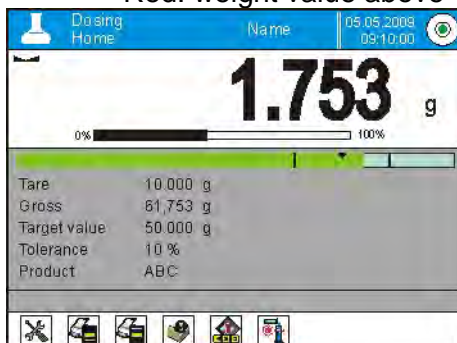 weight value above
Dosing
Home
Name
05.05.2009
09:10:00
1.753 g
0% 100%
Tare 10.000 g
Gross 61,753 g
Target value 50.000 g
Tolerance 10 %
Product ABC